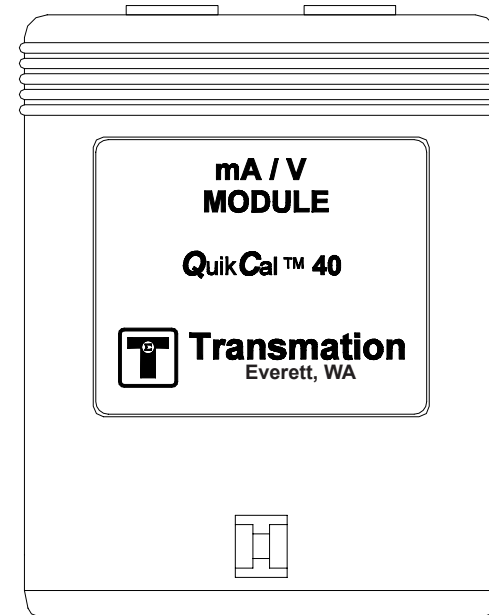 mA / V
MODULE
QuikCal™ 40
Transmation
Everett, WA